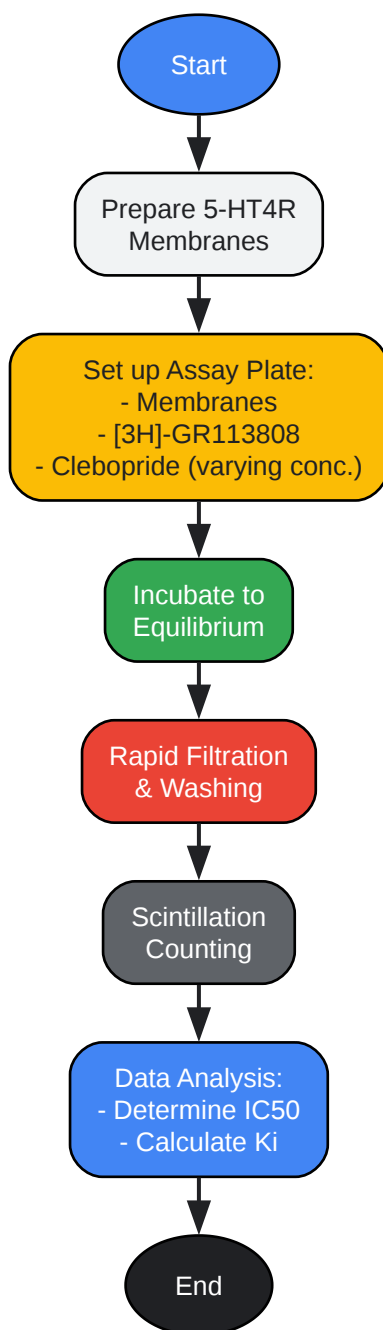 Start
Prepare 5-HT4R
Membranes
Set up Assay Plate:
- Membranes
- [3H]-GR113808
- Clebopride (varying conc.)
Incubate to
Equilibrium
Rapid Filtration
& Washing
Scintillation
Counting
Data Analysis:
- Determine IC50
- Calculate Ki
End